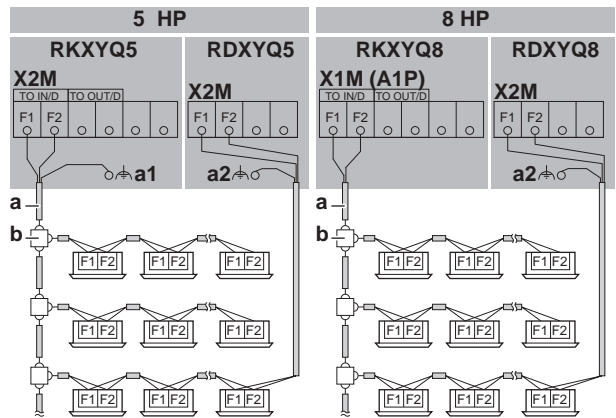 5 HP 8 HP
RKXYQ5 RDXYQ5 RKXYQ8 RDXYQ8
X2M X2M X1M (A1P) X2M
TO IN/D TO OUT/D TO IN/D TO OUT/D
F1 F2 F1 F2 F1 F2 F1 F2
a1 a2 a2
a a
b b
F1 F2 F1 F2 F1 F2 F1 F2 F1 F2 F1 F2
F1 F2 F1 F2 F1 F2 F1 F2 F1 F2 F1 F2
F1 F2 F1 F2 F1 F2 F1 F2 F1 F2 F1 F2